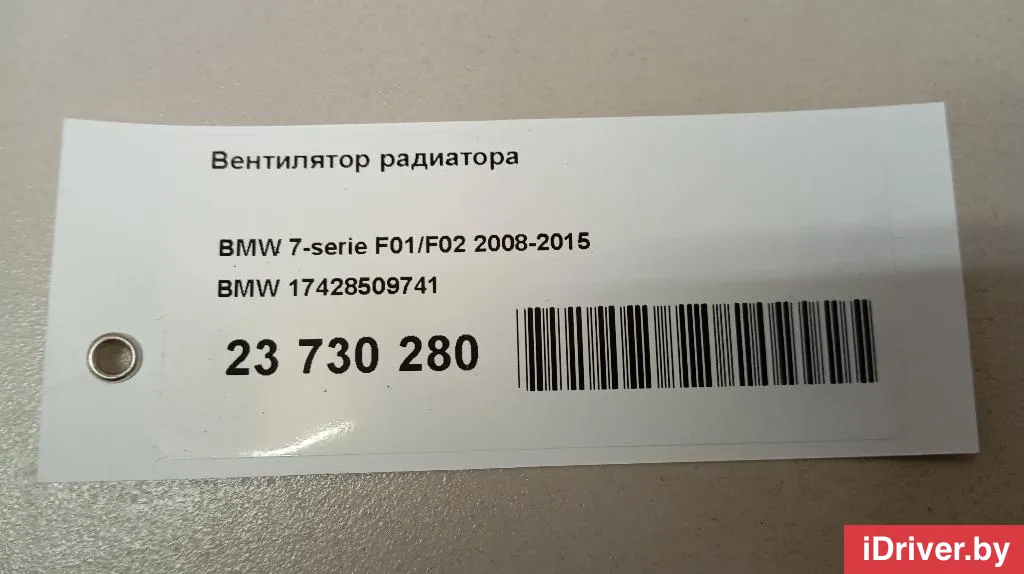 Вентилятор радиатора
BMW 7-serie F01/F02 2008-2015
BMW 17428509741
23 730 280
iDriver.by